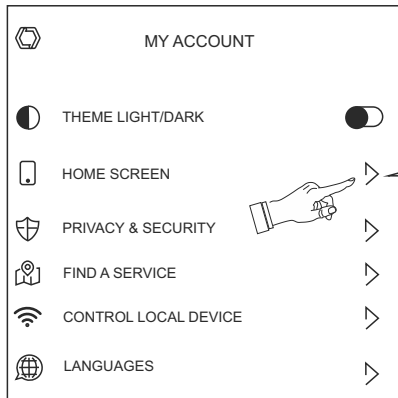 MY ACCOUNT
THEME LIGHT/DARK
HOME SCREEN
PRIVACY & SECURITY
FIND A SERVICE
CONTROL LOCAL DEVICE
LANGUAGES